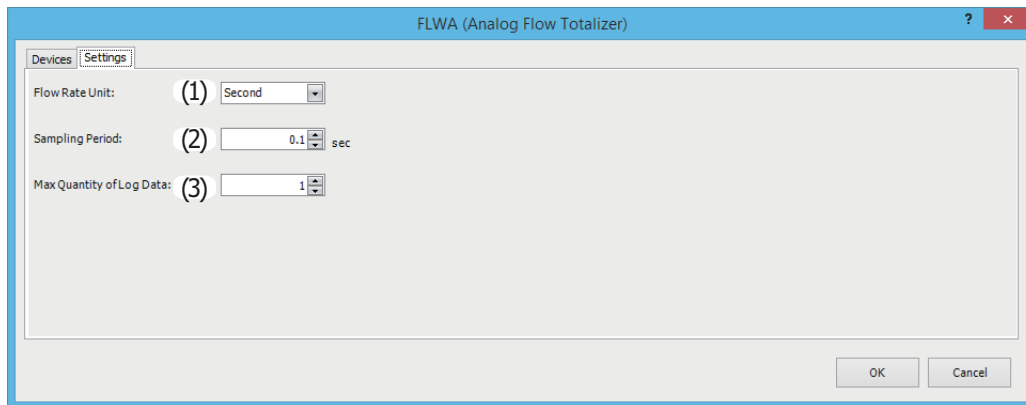 FLWA (Analog Flow Totalizer) ?
Devices Settings
Flow Rate Unit: (1) Second
Sampling Period: (2) 0.1 sec
Max Quantity of Log Data: (3) 1
OK Cancel